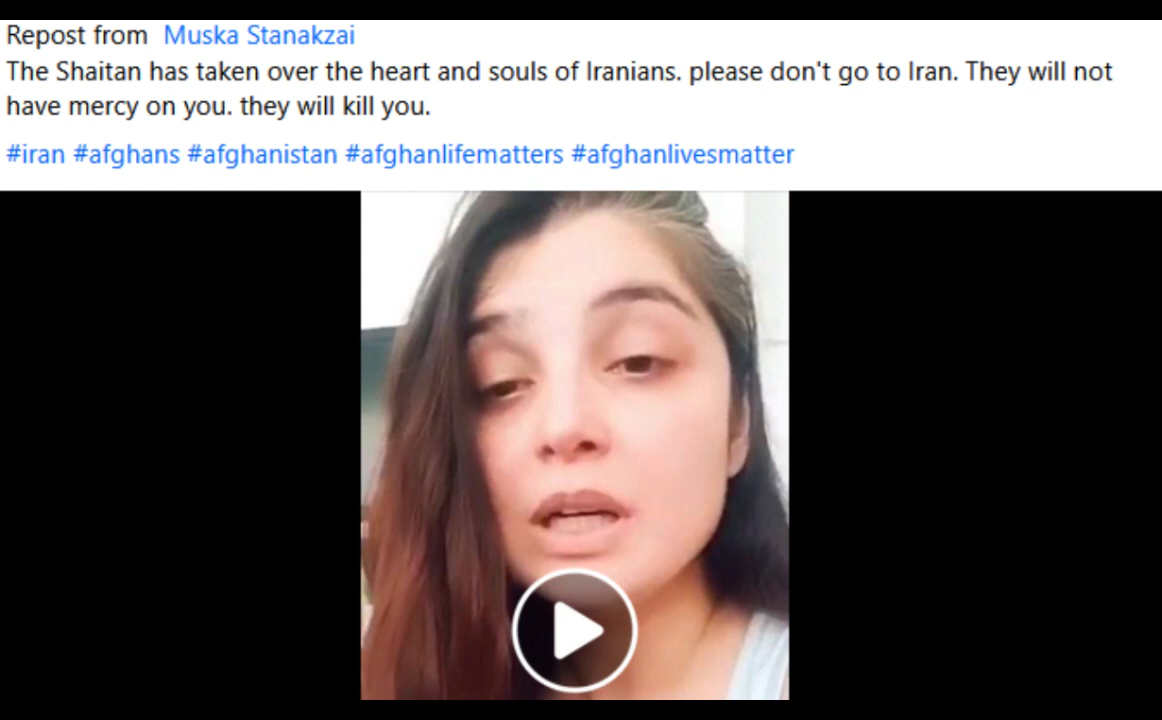 Repost from Muska Stanakzai
The Shaitan has taken over the heart and souls of Iranians. please don't go to Iran. They will not
have mercy on you. they will kill you.
#iran #afghans #afghanistan #afghanlifematters #afghanlivesmatter